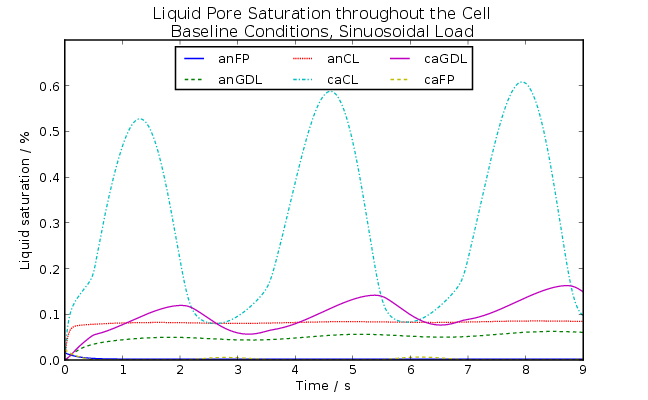 Liquid Pore Saturation throughout the Cell
Baseline Conditions, Sinuosoidal Load
anFP anCL caGDL
anGDL caCL caFP
Liquid saturation / %
0.6
0.5
0.4
0.3
0.2
0.1
0.0
0 1 2 3 4 5 6 7 8 9
Time / s